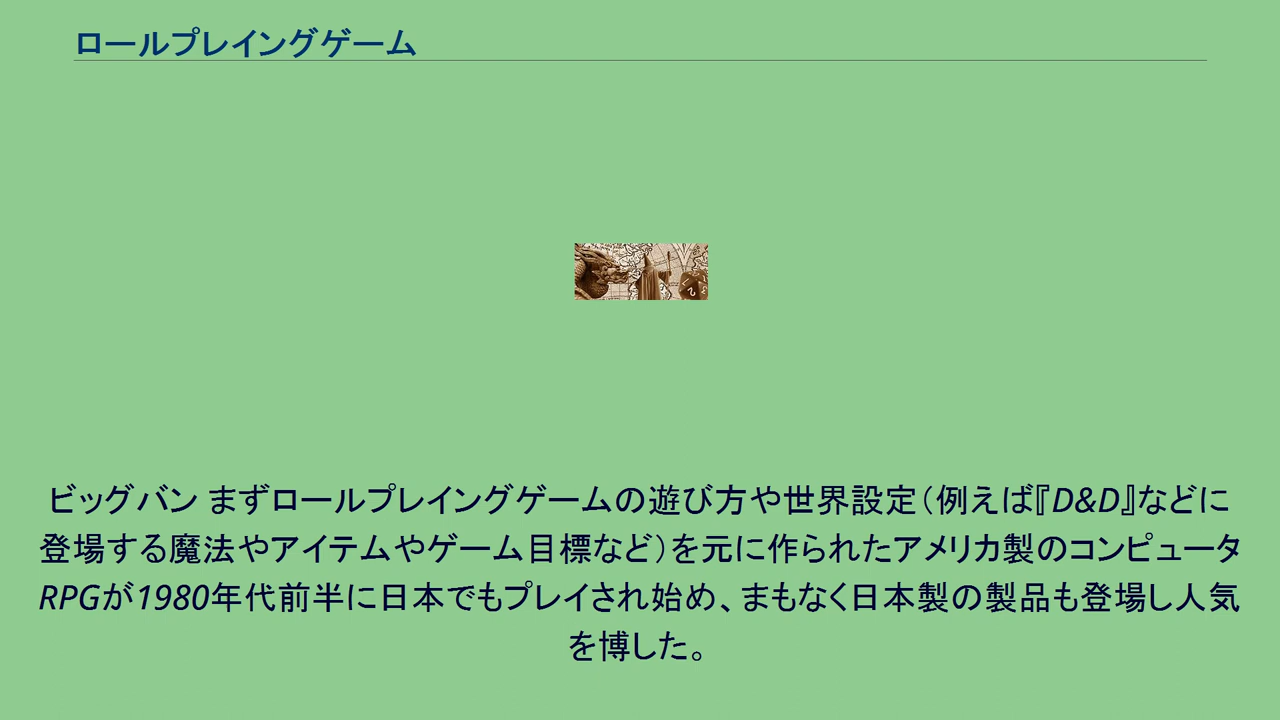 ロールプレイングゲーム
ビッグバン まずロールプレイングゲームの遊び方や世界設定（例えば『D&D』などに
登場する魔法やアイテムやゲーム目標など）を元に作られたアメリカ製のコンピュータ
RPGが1980年代前半に日本でもプレイされ始め、まもなく日本製の製品も登場し人気
を博した。